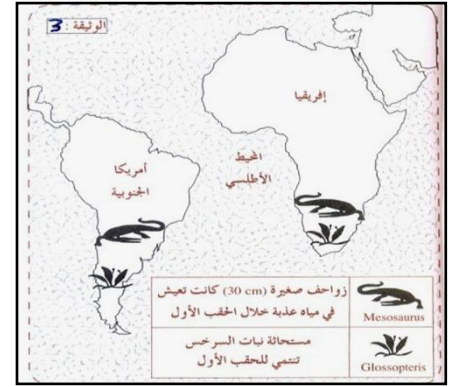 الوثيقة : 3
إفريقيا
المحيط
الأطلسي
أمريكا
الجنوبية
زواحف صغيرة (30 cm) كانت تعيش
في مياه عذبة خلال الحقب الأول
Mesosaurus
مستحاثة نبات السرخس
تنتمي للحقب الأول
Glossopteris